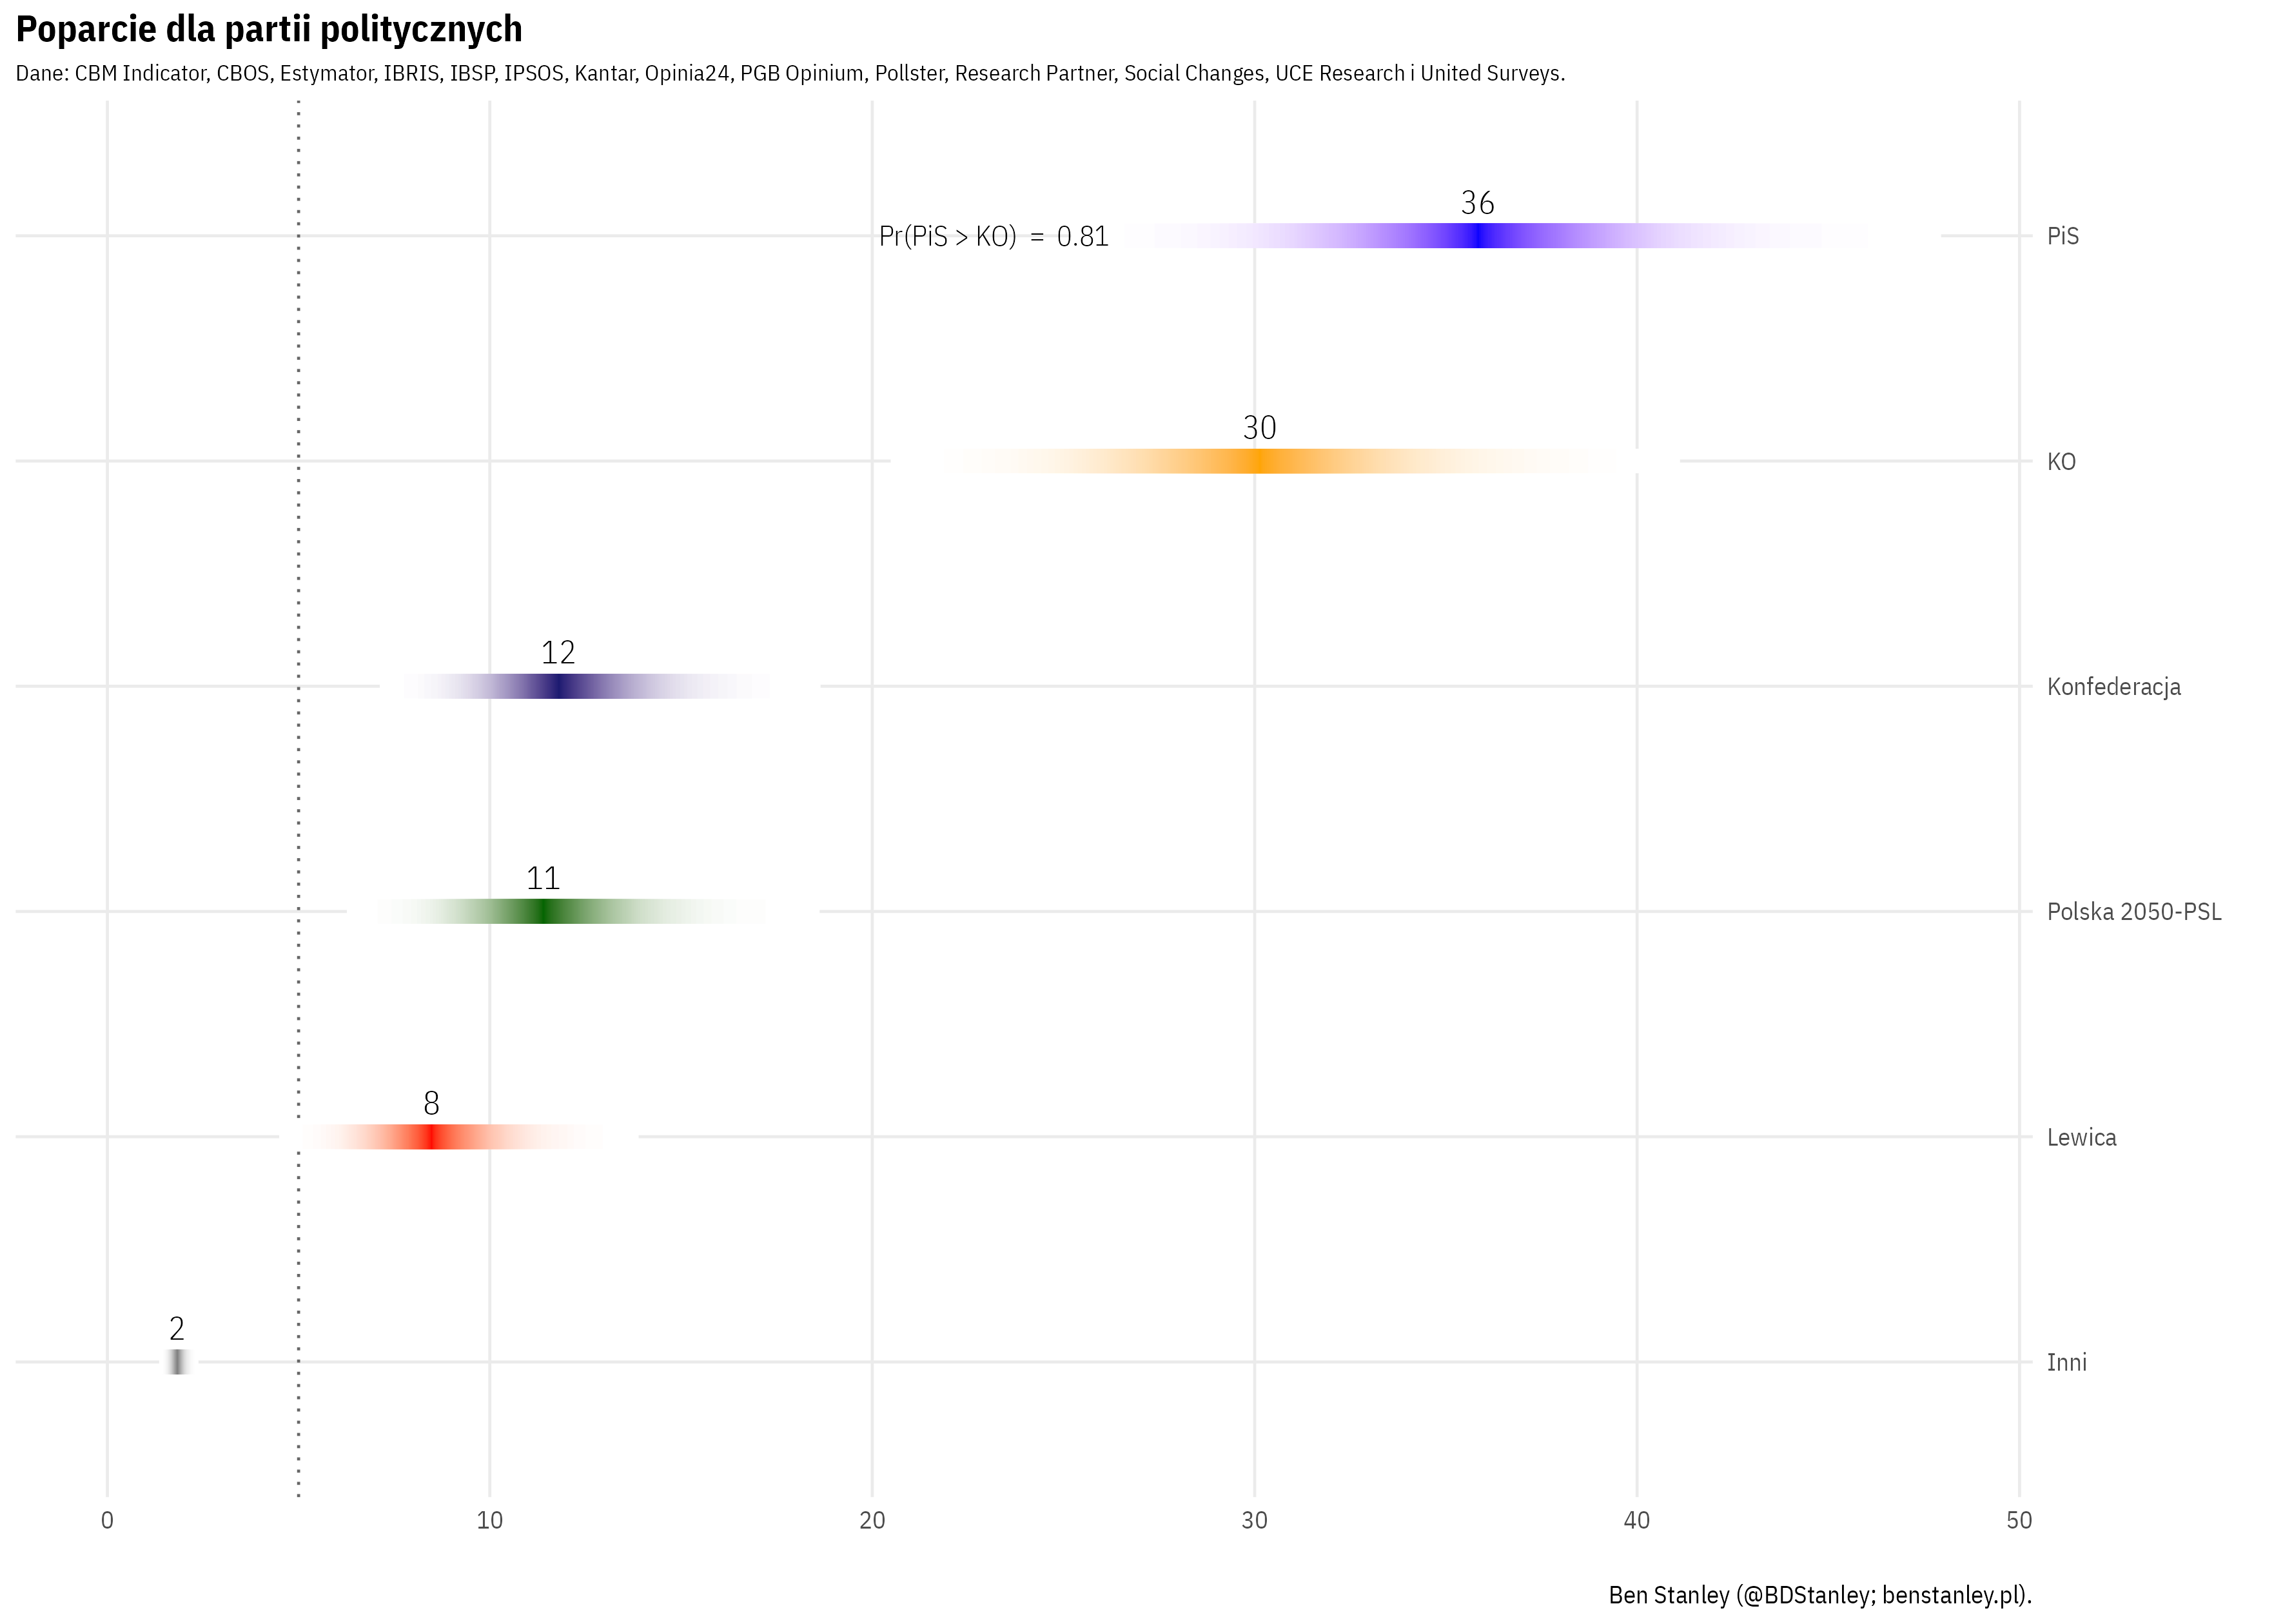 Poparcie dla partii politycznych
Dane: CBM Indicator, CBOS, Estymator, IBRIS, IBSP, IPSOS, Kantar, Opinia24, PGB Opinium, Pollster, Research Partner, Social Changes, UCE Research i United Surveys.
36
Pr(PiS > KO) = 0.81
PiS
30
KO
12
Konfederacja
11
Polska 2050-PSL
8
Lewica
2
Inni
0 10 20 30 40 50
Ben Stanley (@BDStanley; benstanley.pl).